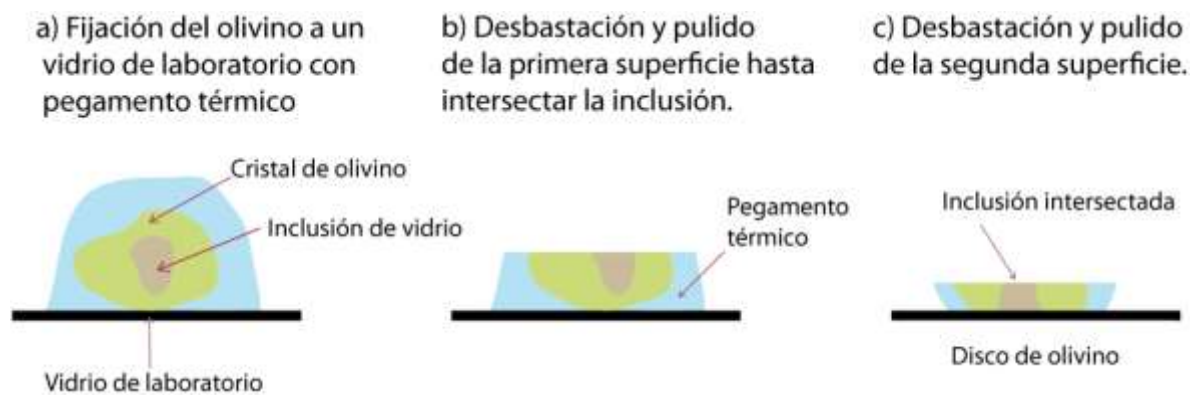 a) Fijación del olivino a un
vidrio de laboratorio con
pegamento térmico
b) Desbastación y pulido
de la primera superficie hasta
intersectar la inclusión.
c) Desbastación y pulido
de la segunda superficie.
Cristal de olivino
Inclusión de vidrio
Vidrio de laboratorio
Pegamento
térmico
Inclusión intersectada
Disco de olivino